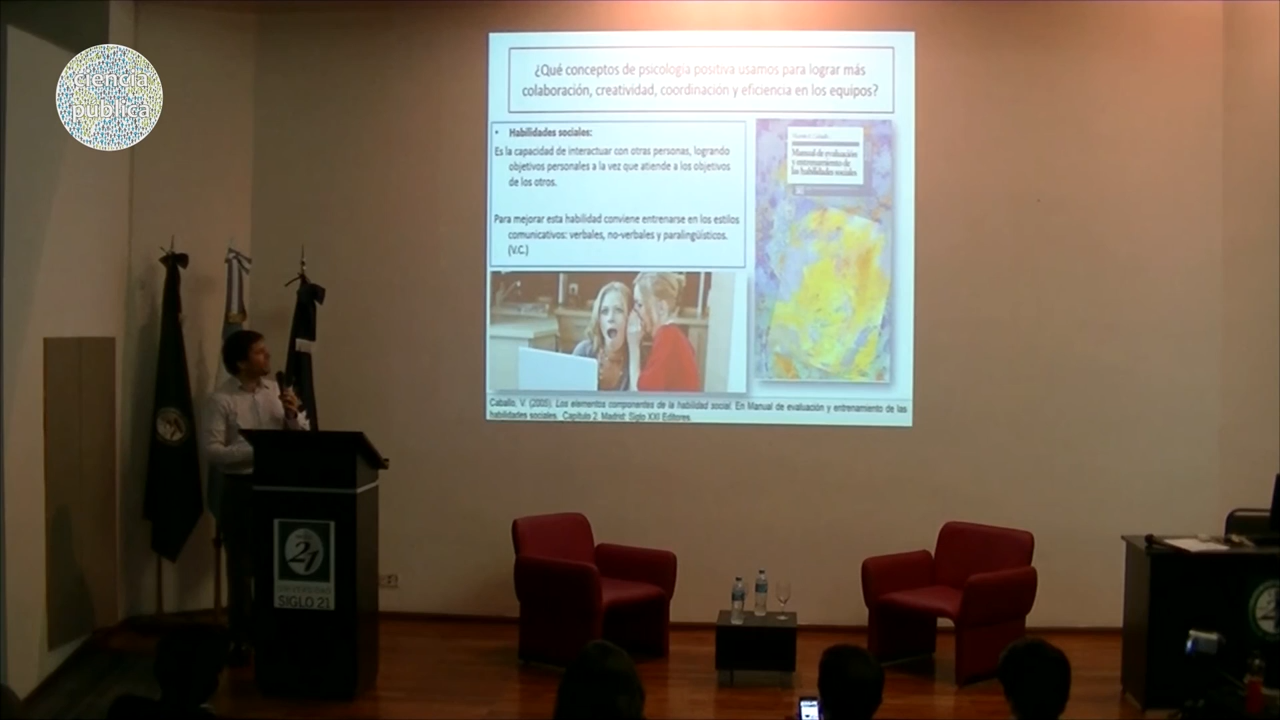 ciencia
pública
¿Qué conceptos de psicología positiva usamos para lograr más
colaboración, creatividad, coordinación y eficiencia en los equipos?
• Habilidades sociales:
Es la capacidad de interactuar con otras personas, logrando
objetivos personales a la vez que atiende a los objetivos
de los otros.
Para mejorar esta habilidad conviene entrenarse en los estilos
comunicativos: verbales, no-verbales y paralingüísticos.
(V.C.)
Manual de evaluación
y entrenamiento de
las habilidades sociales
Caballo, V. (2005). Los elementos componentes de la habilidad social. En Manual de evaluación y entrenamiento de las
habilidades sociales. Capítulo 2. Madrid: Siglo XXI Editores.
21
UNIVERSIDAD
SIGLO 21